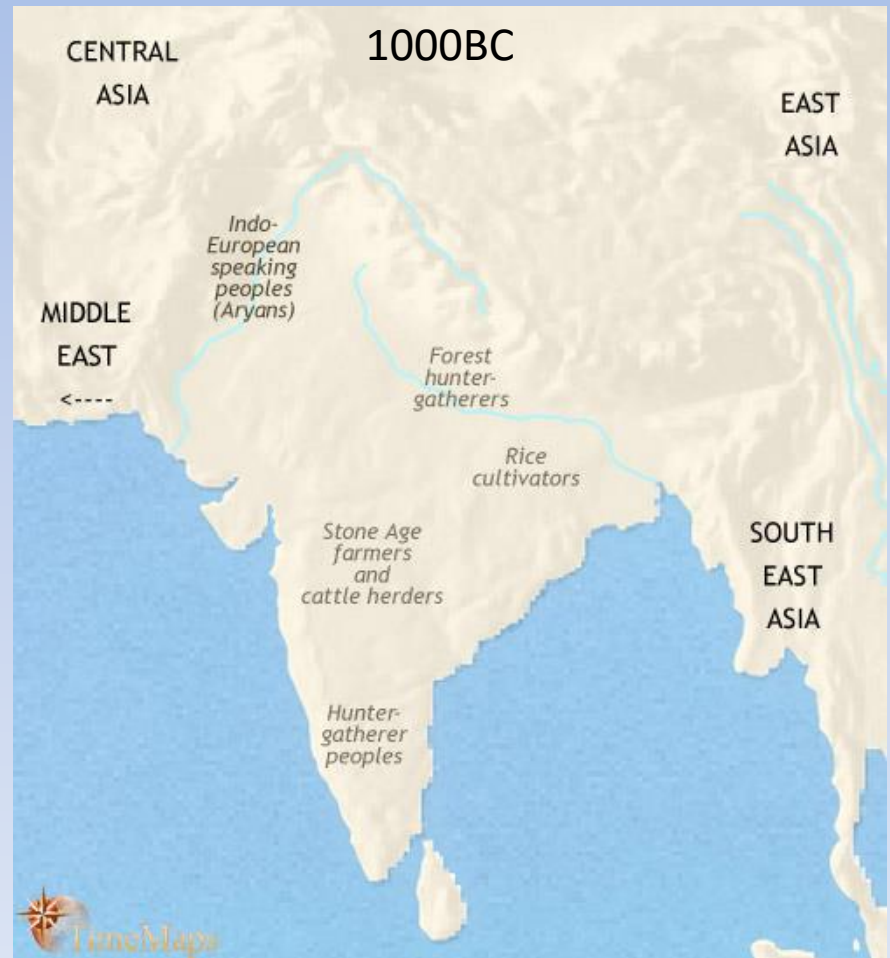 1000BC
CENTRAL
ASIA
EAST
ASIA
Indo-
European
speaking
peoples
(Aryans)
MIDDLE
EAST
<----
Forest
hunter-
gatherers
Rice
cultivators
Stone Age
farmers
and
cattle herders
SOUTH
EAST
ASIA
Hunter-
gatherer
peoples
TimeMaps